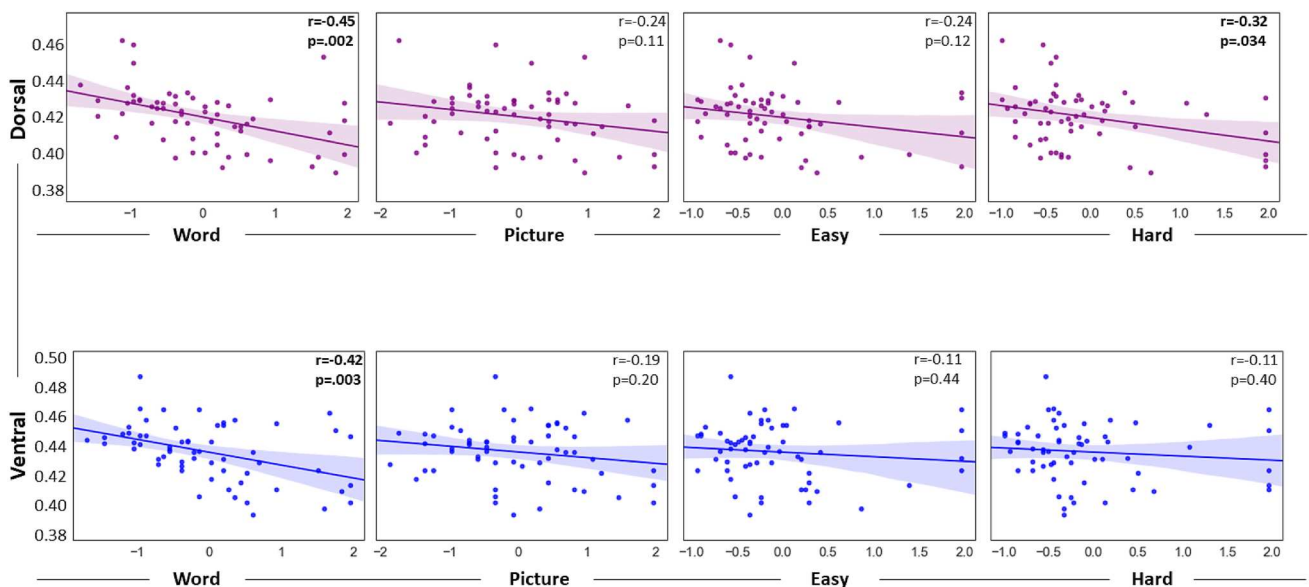 r=-0.45
p=.002
r=-0.24
p=0.11
r=-0.24
p=0.12
r=-0.32
p=.034
Dorsal
0.46
0.44
0.42
0.40
0.38
−1 0 1 2
−2 −1 0 1 2
−1.0 −0.5 0.0 0.5 1.0 1.5 2.0
−1.0 −0.5 0.0 0.5 1.0 1.5 2.0
Word Picture Easy Hard
r=-0.42
p=.003
r=-0.19
p=0.20
r=-0.11
p=0.44
r=-0.11
p=0.40
Ventral
0.50
0.48
0.46
0.44
0.42
0.40
0.38
−1 0 1 2
−2 −1 0 1 2
−1.0 −0.5 0.0 0.5 1.0 1.5 2.0
−1.0 −0.5 0.0 0.5 1.0 1.5 2.0
Word Picture Easy Hard